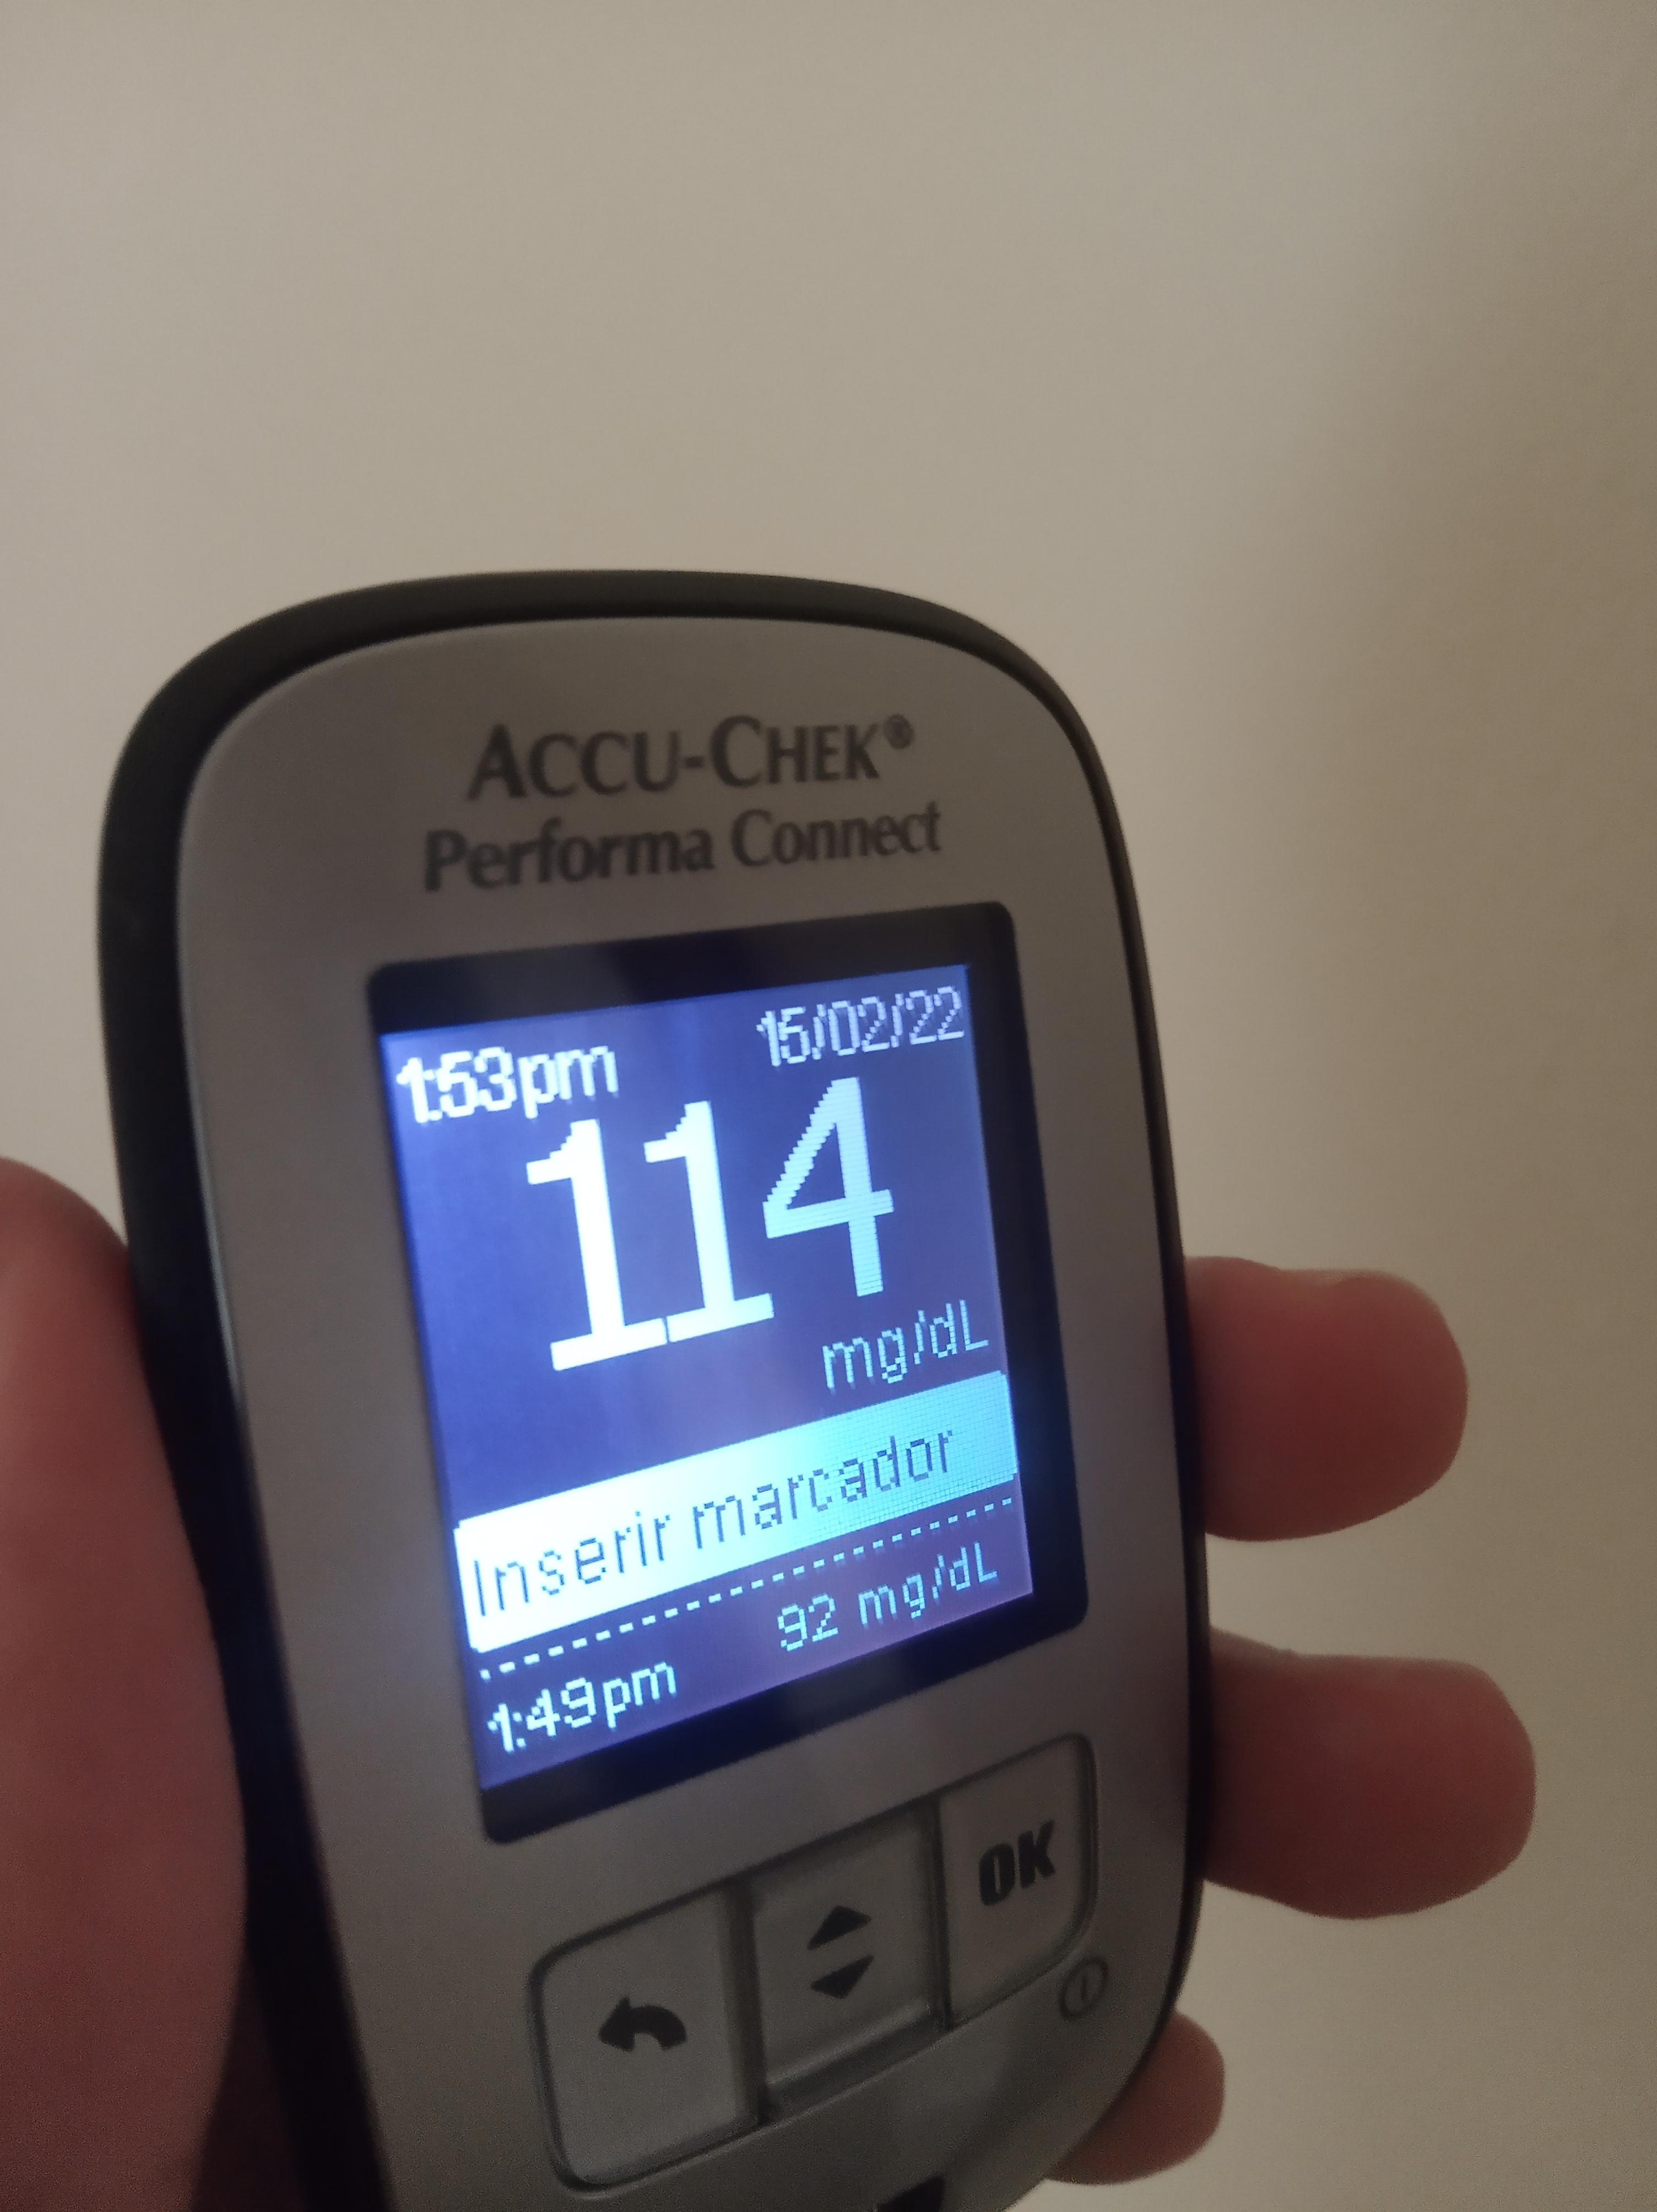 ACCU-CHEK®
Performa Connect
1:53pm 15/02/22
114
mg/dL
Inserir marcador
1:49pm 92 mg/dL
OK